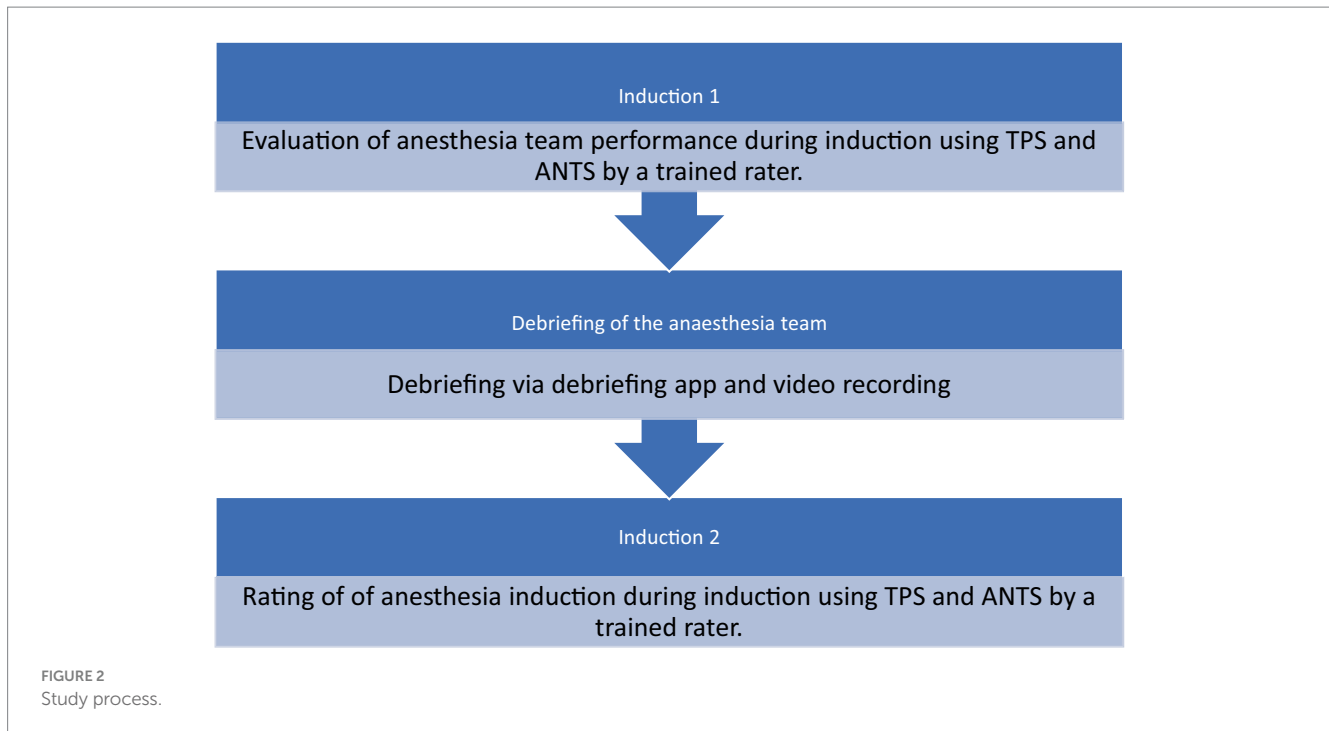 Induction 1
Evaluation of anesthesia team performance during induction using TPS and
ANTS by a trained rater.
Debriefing of the anaesthesia team
Debriefing via debriefing app and video recording
Induction 2
Rating of of anesthesia induction during induction using TPS and ANTS by a
trained rater.
FIGURE 2
Study process.